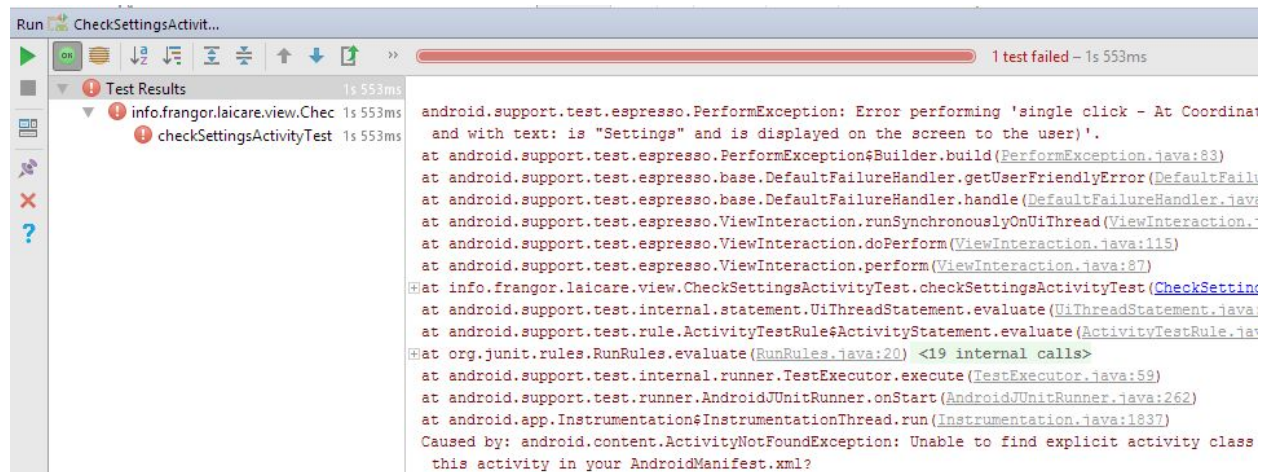 Run CheckSettingsActivit...
1 test failed – 1s 553ms
Test Results 1s 553ms
info.frangor.laicare.view.Chec 1s 553ms
checkSettingsActivityTest 1s 553ms
android.support.test.espresso.PerformException: Error performing 'single click - At Coordinat
and with text: is "Settings" and is displayed on the screen to the user)'.
at android.support.test.espresso.PerformException$Builder.build(PerformException.java:83)
at android.support.test.espresso.base.DefaultFailureHandler.getUserFriendlyError(DefaultFailu
at android.support.test.espresso.base.DefaultFailureHandler.handle(DefaultFailureHandler.java
at android.support.test.espresso.ViewInteraction.runSynchronouslyOnUiThread(ViewInteraction.
at android.support.test.espresso.ViewInteraction.doPerform(ViewInteraction.java:115)
at android.support.test.espresso.ViewInteraction.perform(ViewInteraction.java:87)
at info.frangor.laicare.view.CheckSettingsActivityTest.checkSettingsActivityTest(CheckSetting
at android.support.test.internal.statement.UiThreadStatement.evaluate(UiThreadStatement.java:
at android.support.test.rule.ActivityTestRule$ActivityStatement.evaluate(ActivityTestRule.jav
at org.junit.rules.RunRules.evaluate(RunRules.java:20) <19 internal calls>
at android.support.test.internal.runner.TestExecutor.execute(TestExecutor.java:59)
at android.support.test.runner.AndroidJUnitRunner.onStart(AndroidJUnitRunner.java:262)
at android.app.Instrumentation$InstrumentationThread.run(Instrumentation.java:1837)
Caused by: android.content.ActivityNotFoundException: Unable to find explicit activity class
this activity in your AndroidManifest.xml?